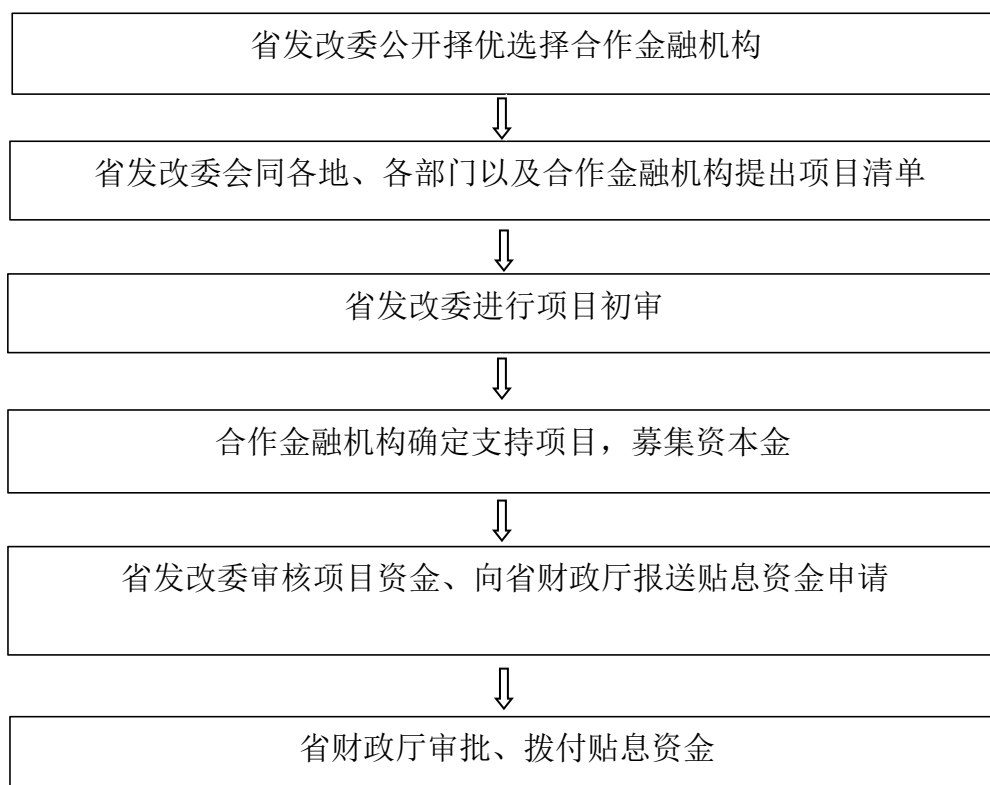 省发改委公开择优选择合作金融机构
省发改委会同各地、各部门以及合作金融机构提出项目清单
省发改委进行项目初审
合作金融机构确定支持项目，募集资本金
省发改委审核项目资金、向省财政厅报送贴息资金申请
省财政厅审批、拨付贴息资金